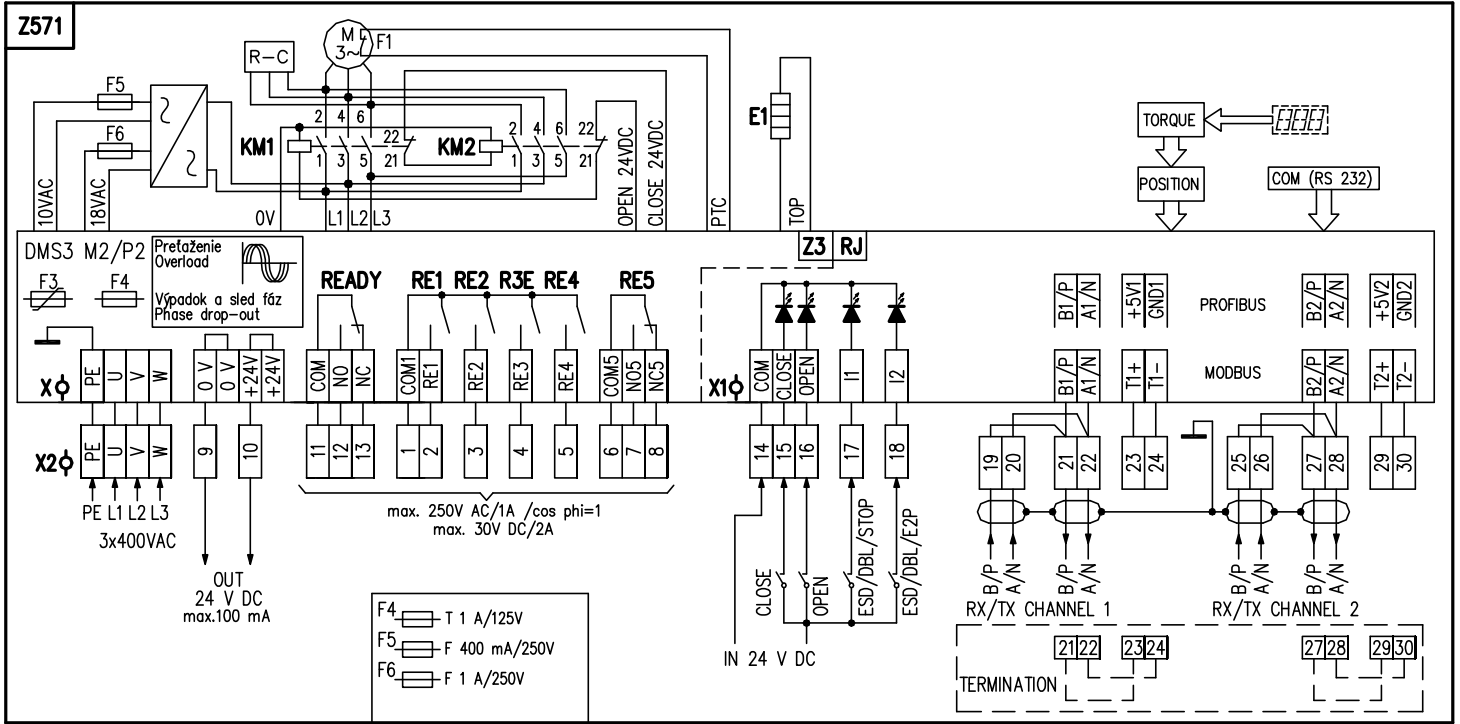 Z571
M
3~
F1
R-C
F5
F6
2 4 6
KM1
1 3 5
22
21
KM2
2 4 6 22
1 3 5 21
E1
TORQUE
POSITION
COM (RS 232)
10VAC
18VAC
0V
L1 L2 L3
OPEN 24VDC
CLOSE 24VDC
PTC
TOP
DMS3 M2/P2
F3
F4
Preťaženie
Overload
Výpadok a sled fáz
Phase drop-out
READY
RE1 RE2 R3E RE4
RE5
Z3 RJ
B1/P A1/N +5V1 GND1
PROFIBUS
B2/P A2/N +5V2 GND2
X
PE U V W
0 V 0 V +24V +24V
COM NO NC
COM1 RE1 RE2 RE3 RE4
COM5 NO5 NC5
X1
COM CLOSE OPEN I1 I2
B1/P A1/N T1+ T1-
MODBUS
B2/P A2/N T2+ T2-
X2
PE U V W
9 10
11 12 13
1 2 3 4 5
6 7 8
14 15 16 17 18
19 20 21 22 23 24
25 26 27 28 29 30
PE L1 L2 L3
3x400VAC
OUT
24 V DC
max.100 mA
max. 250V AC/1A /cos phi=1
max. 30V DC/2A
CLOSE
OPEN
ESD/DBL/STOP
ESD/DBL/E2P
IN 24 V DC
B/P A/N B/P A/N
RX/TX CHANNEL 1
B/P A/N B/P A/N
RX/TX CHANNEL 2
F4 T 1 A/125V
F5 F 400 mA/250V
F6 F 1 A/250V
21 22 23 24
27 28 29 30
TERMINATION